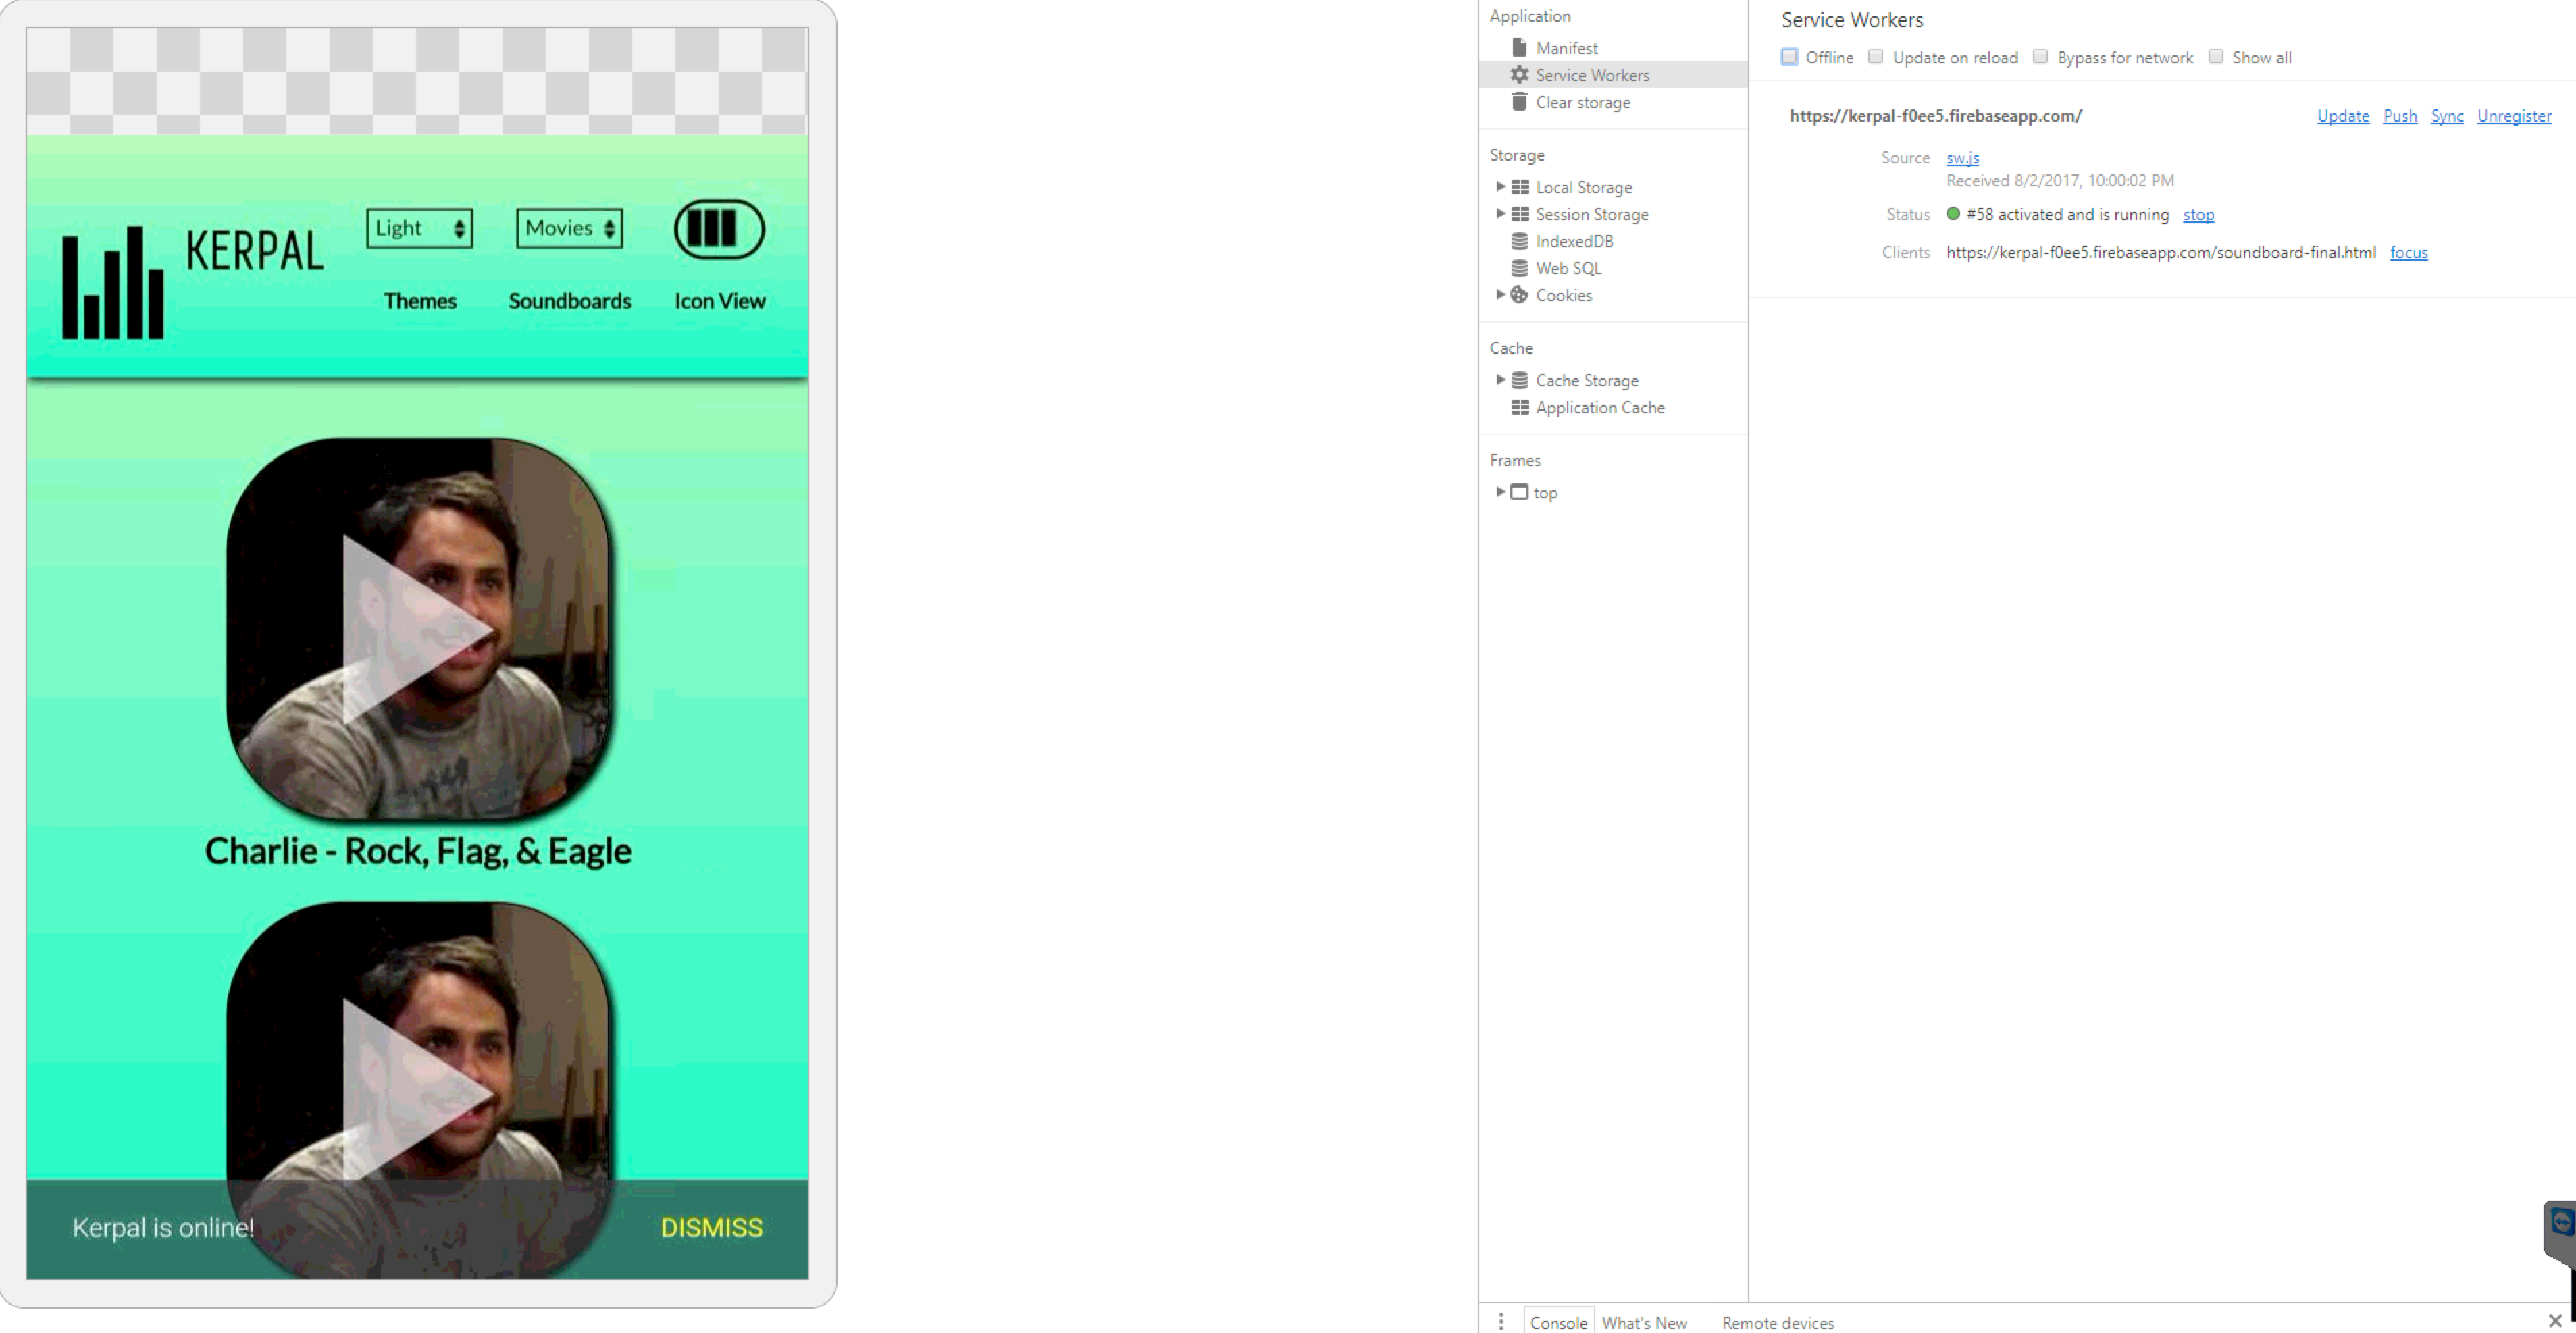 Light
Movies
KERPAL
Themes
Soundboards
Icon View
Charlie - Rock, Flag, & Eagle
Kerpal is online!
DISMISS
Application
Manifest
Service Workers
Clear storage
Storage
Local Storage
Session Storage
IndexedDB
Web SQL
Cookies
Cache
Cache Storage
Application Cache
Frames
top
Service Workers
Offline
Update on reload
Bypass for network
Show all
https://kerpal-f0ee5.firebaseapp.com/
Update
Push
Sync
Unregister
Source
sw.js
Received 8/2/2017, 10:00:02 PM
Status
#58 activated and is running
stop
Clients
https://kerpal-f0ee5.firebaseapp.com/soundboard-final.html
focus
Console
What's New
Remote devices